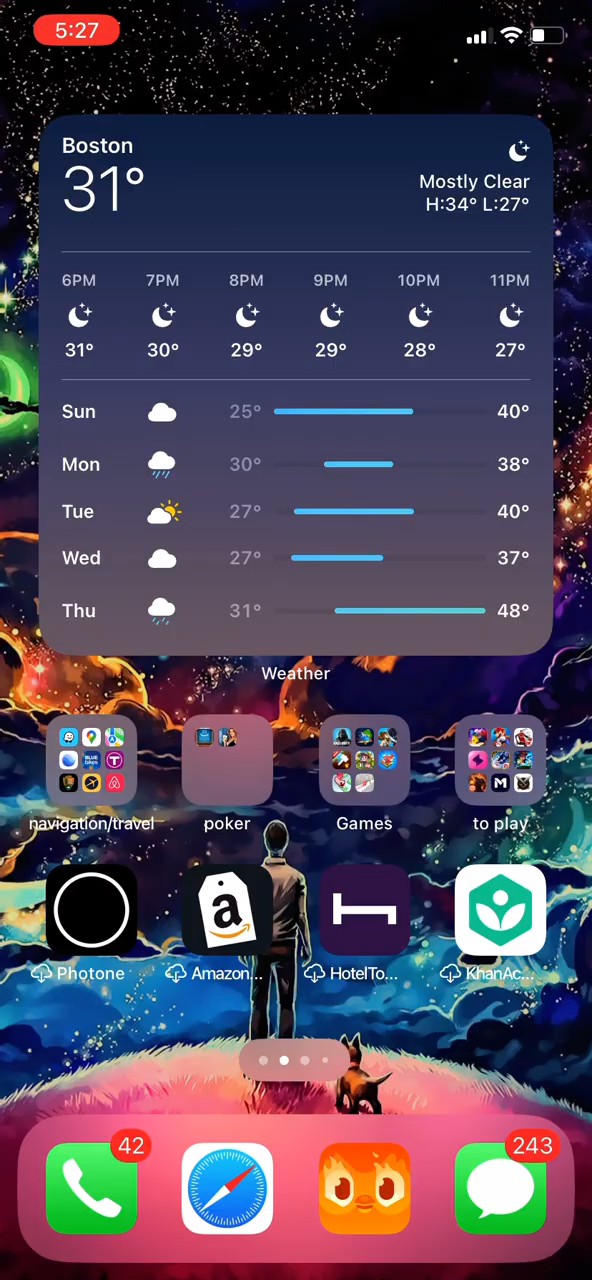 5:27
Boston
31°
Mostly Clear
H:34° L:27°
6PM 7PM 8PM 9PM 10PM 11PM
31° 30° 29° 29° 28° 27°
Sun 25° 40°
Mon 30° 38°
Tue 27° 40°
Wed 27° 37°
Thu 31° 48°
Weather
BLUE
T
M
navigation/travel poker Games to play
a
Photone Amazon... HotelTo... KhanAc...
42 243